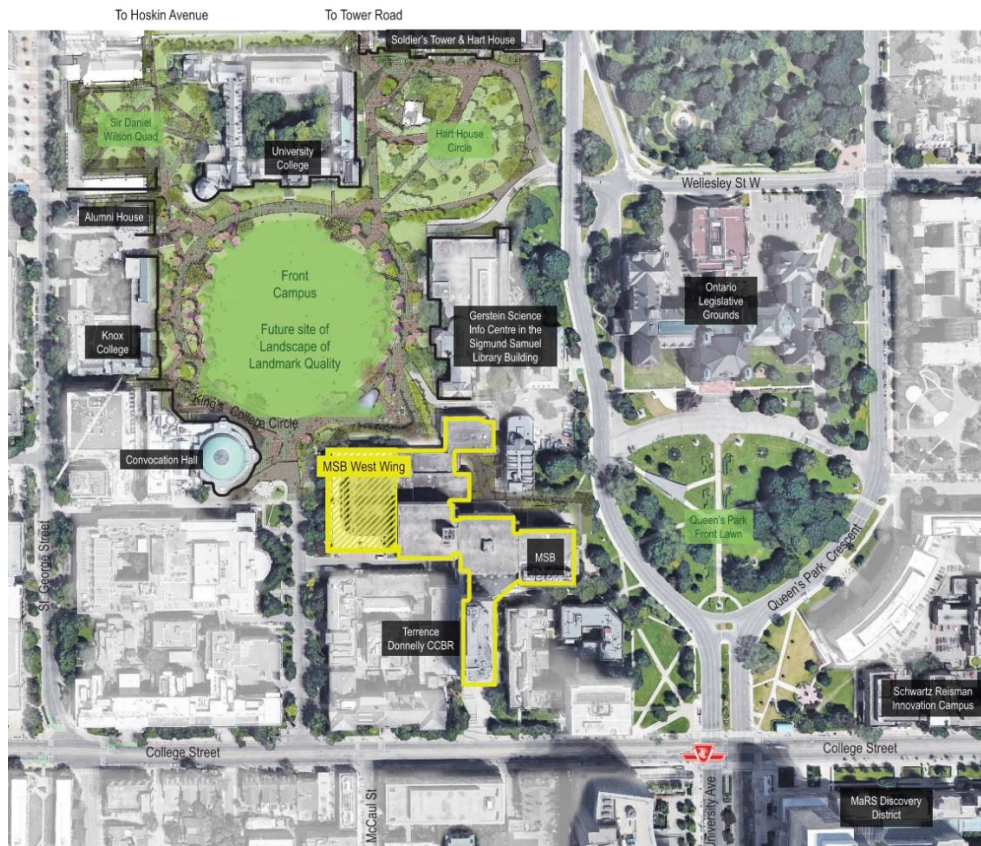 To Hoskin Avenue
To Tower Road
Soldier's Tower & Hart House
Sir Daniel
Wilson Quad
University
College
Hart House
Circle
Wellesley St W
Alumni House
Front
Campus
Future site of
Landscape of
Landmark Quality
Knox
College
Gerstein Science
Info Centre in the
Sigmund Samuel
Library Building
Ontario
Legislative
Grounds
King's College Circle
Convocation Hall
MSB West Wing
St. George Street
Queen's Park
Front Lawn
MSB
Queen's Park Crescent
Terrence
Donnelly CCBR
Schwartz Reisman
Innovation Campus
College Street
College Street
McCaul St
University Ave
MaRS Discovery
District